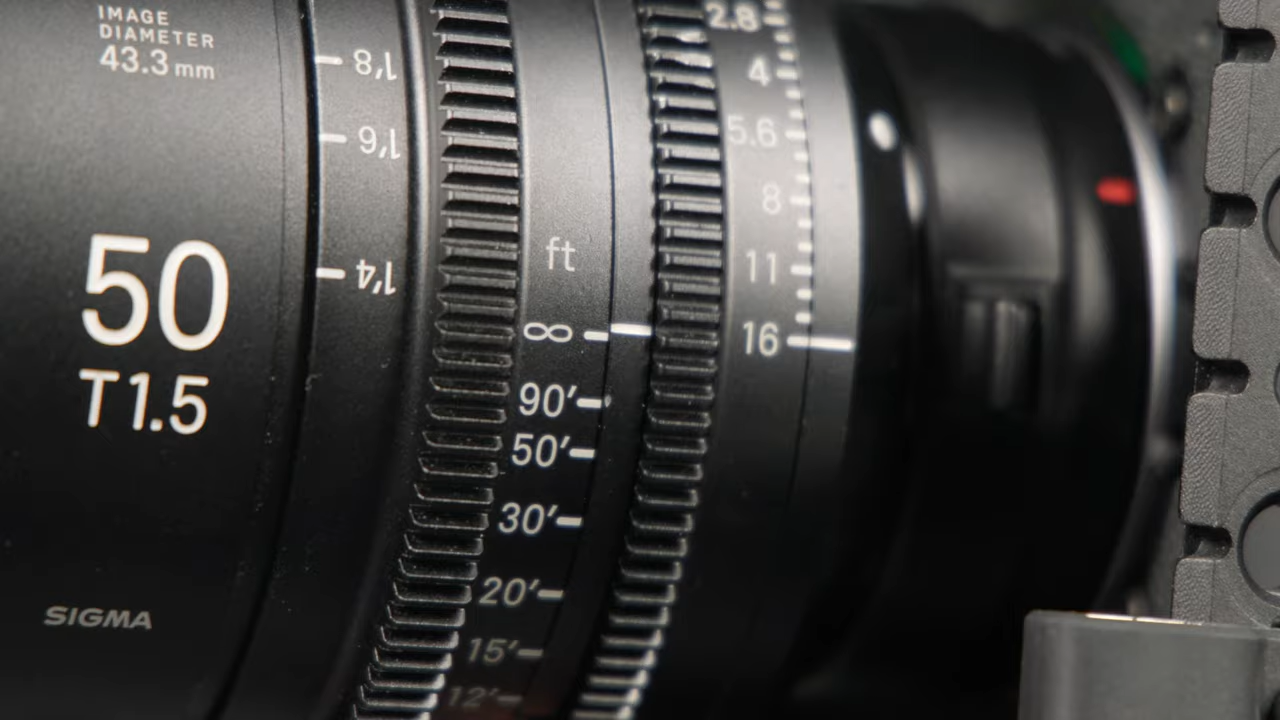 IMAGE
DIAMETER
43.3 mm
50
T1.5
SIGMA
1'8
1'6
1'4
ft
∞
90'
50'
30'
20'
15'
12'
2.8
4
5.6
8
11
16